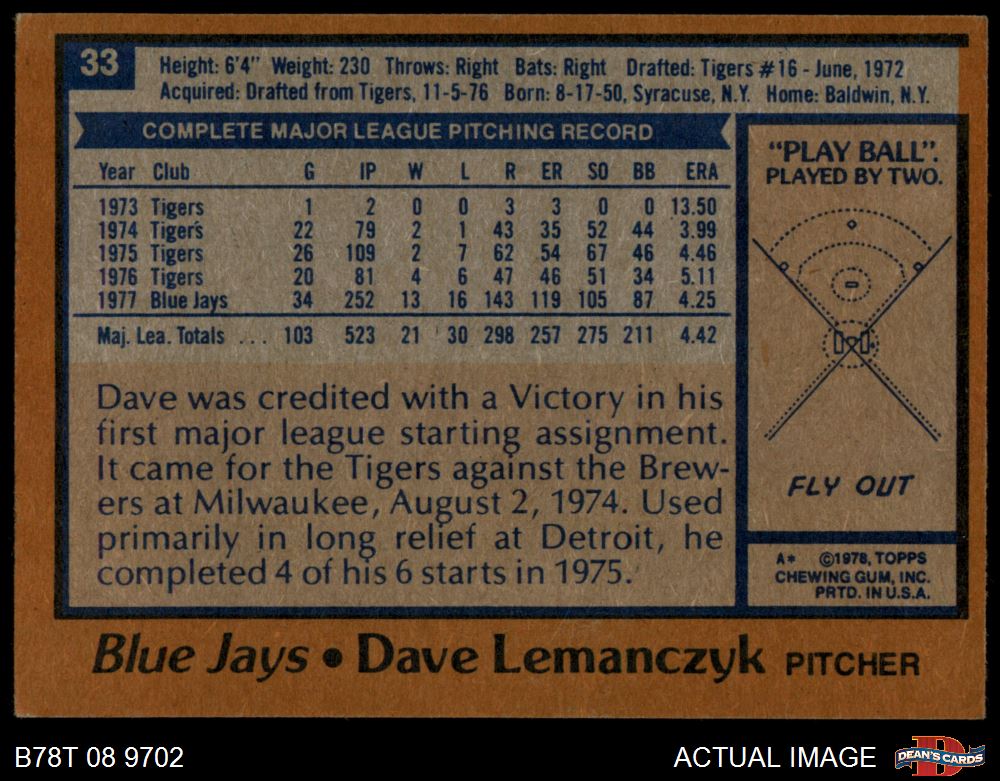 33
Height: 6'4" Weight: 230 Throws: Right Bats: Right Drafted: Tigers #16 - June, 1972
Acquired: Drafted from Tigers, 11-5-76 Born: 8-17-50, Syracuse, N.Y. Home: Baldwin, N.Y.
COMPLETE MAJOR LEAGUE PITCHING RECORD
Year Club G IP W L R ER SO BB ERA
1973 Tigers 1 2 0 0 3 3 0 0 13.50
1974 Tigers 22 79 2 1 43 35 52 44 3.99
1975 Tigers 26 109 2 7 62 54 67 46 4.46
1976 Tigers 20 81 4 6 47 46 51 34 5.11
1977 Blue Jays 34 252 13 16 143 119 105 87 4.25
Maj. Lea. Totals ... 103 523 21 30 298 257 275 211 4.42
Dave was credited with a Victory in his
first major league starting assignment.
It came for the Tigers against the Brew-
ers at Milwaukee, August 2, 1974. Used
primarily in long relief at Detroit, he
completed 4 of his 6 starts in 1975.
"PLAY BALL".
PLAYED BY TWO.
FLY OUT
A* ©1978, TOPPS
CHEWING GUM, INC.
PRTD. IN U.S.A.
Blue Jays • Dave Lemanczyk PITCHER
B78T 08 9702
ACTUAL IMAGE
D
DEAN'S CARDS